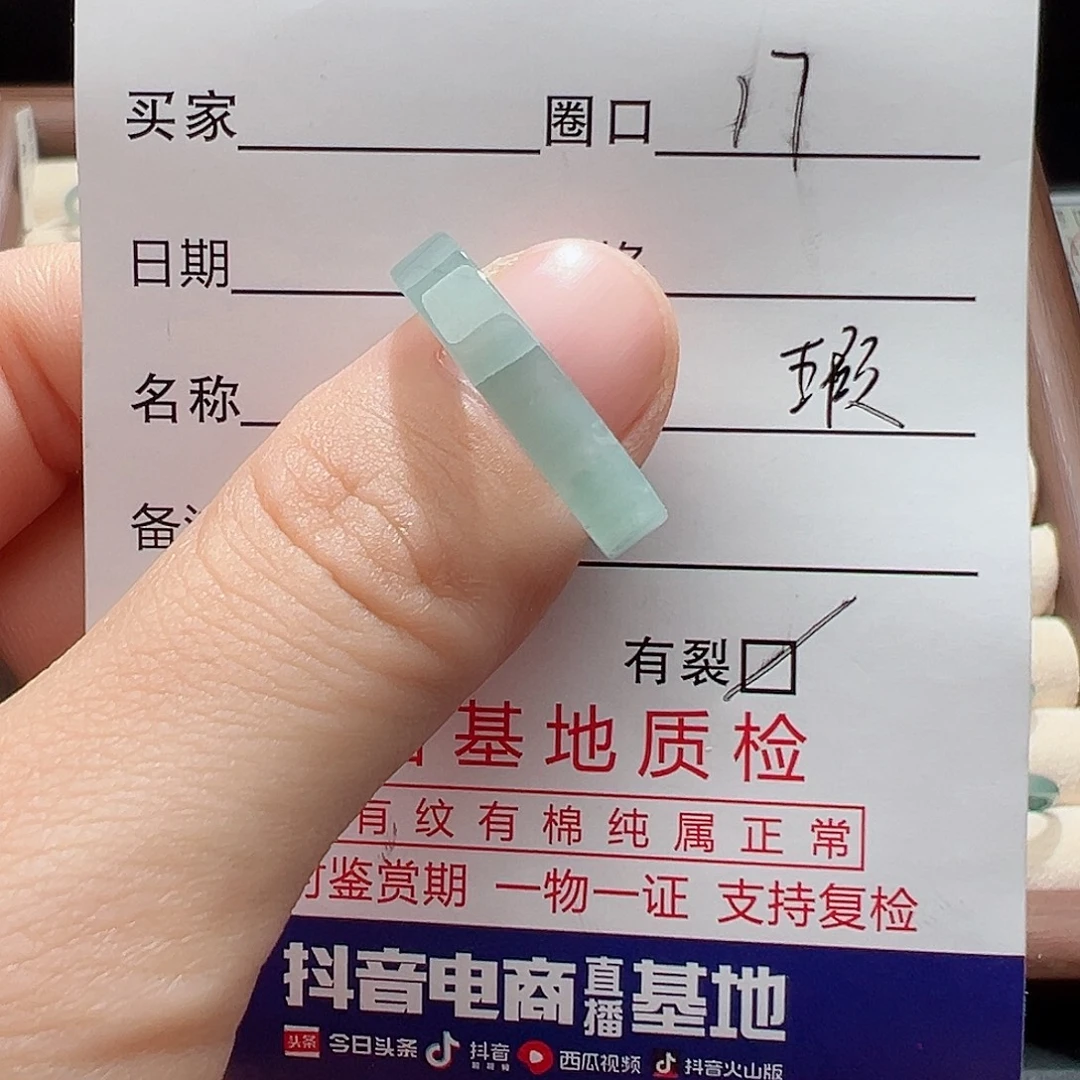 买家 圈口 17
日期
名称 瑕
备
有裂
基地质检
有纹有棉纯属正常
时鉴赏期 一物一证 支持复检
抖音电商直播基地
头条 今日头条 抖音 西瓜视频 抖音火山版